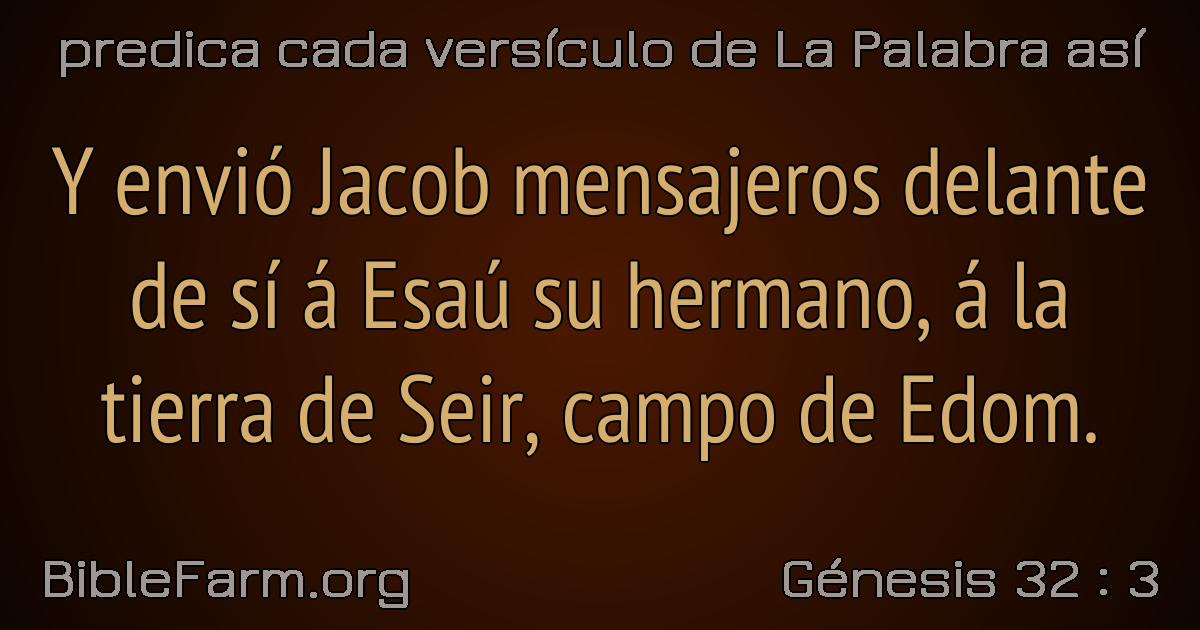 predica cada versículo de La Palabra así
Y envió Jacob mensajeros delante
de sí á Esaú su hermano, á la
tierra de Seir, campo de Edom.
BibleFarm.org
Génesis 32 : 3